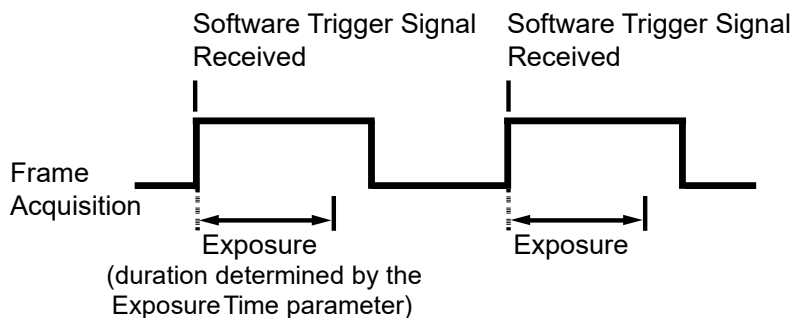 Software Trigger Signal
Received
Software Trigger Signal
Received
Frame
Acquisition
Exposure
(duration determined by the
ExposureTime parameter)
Exposure